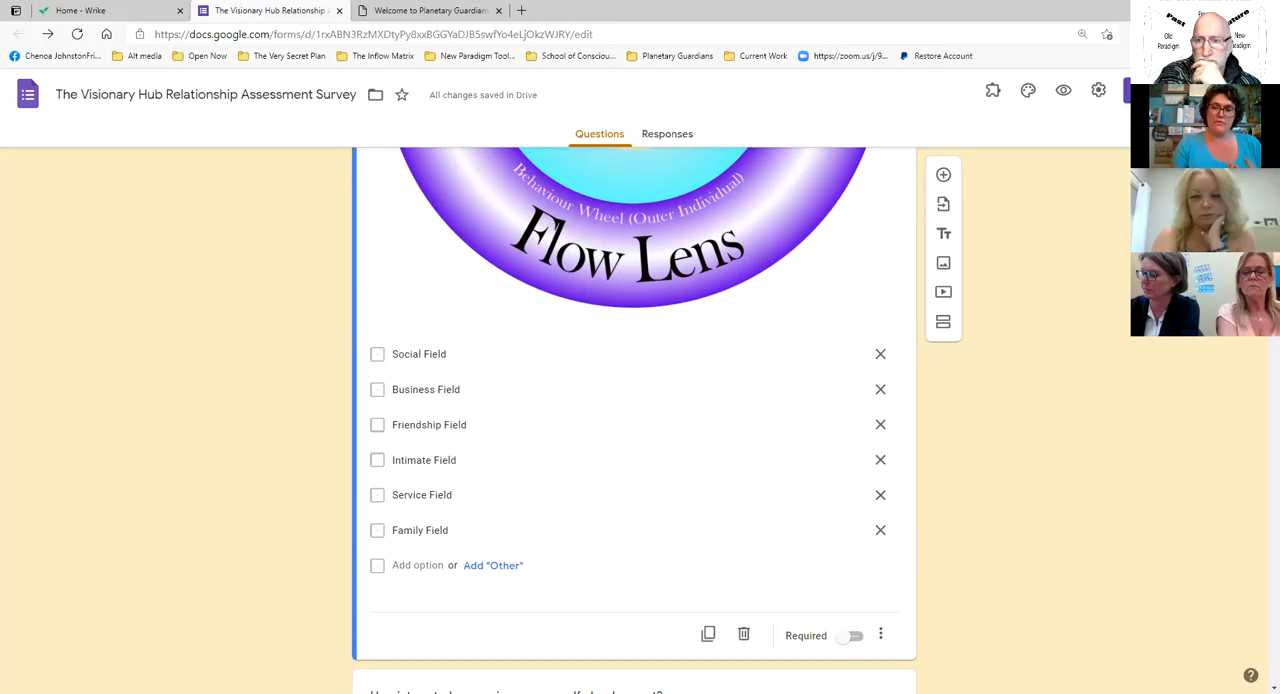 Home - Wrike
The Visionary Hub Relationship A
Welcome to Planetary Guardian
https://docs.google.com/forms/d/1rxABN3RzMXDtyPy8xxBGGYaDJB5swfYo4eLjOkzWJRY/edit
Chenoa JohnstonFri...
Alt media
Open Now
The Very Secret Plan
The Inflow Matrix
New Paradigm Tool...
School of Consciou...
Planetary Guardians
Current Work
https://zoom.us/j/9...
Restore Account
The Visionary Hub Relationship Assessment Survey
All changes saved in Drive
Questions
Responses
Behaviour Wheel (Outer Individual)
Flow Lens
Social Field
Business Field
Friendship Field
Intimate Field
Service Field
Family Field
Add option or Add "Other"
Required
Past
Old
Paradigm
New